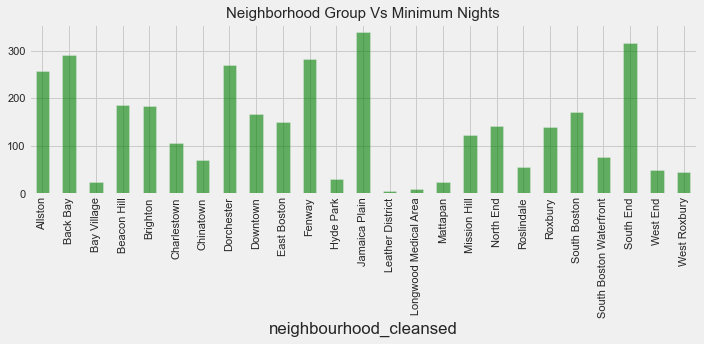 Neighborhood Group Vs Minimum Nights
300
200
100
0
Allston
Back Bay
Bay Village
Beacon Hill
Brighton
Charlestown
Chinatown
Dorchester
Downtown
East Boston
Fenway
Hyde Park
Jamaica Plain
Leather District
Longwood Medical Area
Mattapan
Mission Hill
North End
Roslindale
Roxbury
South Boston
South Boston Waterfront
South End
West End
West Roxbury
neighbourhood_cleansed